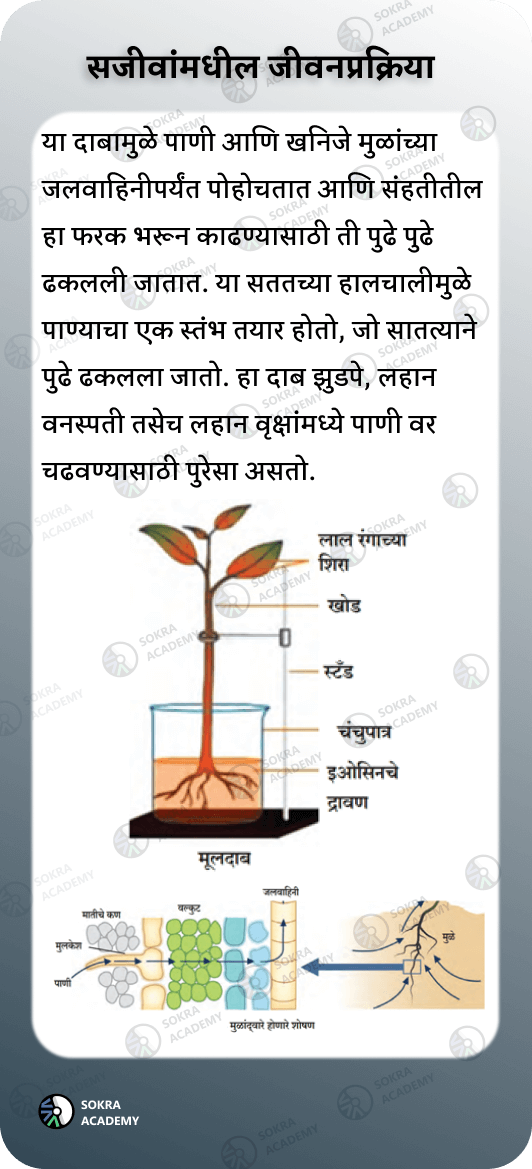 सजीवांमधील जीवनप्रक्रिया
या दाबामुळे पाणी आणि खनिजे मुळांच्या
जलवाहिनीपर्यंत पोहोचतात आणि संहतीतील
हा फरक भरून काढण्यासाठी ती पुढे पुढे
ढकलली जातात. या सततच्या हालचालीमुळे
पाण्याचा एक स्तंभ तयार होतो, जो सातत्याने
पुढे ढकलला जातो. हा दाब झुडपे, लहान
वनस्पती तसेच लहान वृक्षांमध्ये पाणी वर
चढवण्यासाठी पुरेसा असतो.
लाल रंगाच्या
शिरा
खोड
स्टँड
चंचुपात्र
इओसिनचे
द्रावण
मूलदाब
जलवाहिनी
वल्कुट
मातीचे कण
मुलकेश
मुळे
पाणी
मुळांद्वारे होणारे शोषण
SOKRA
ACADEMY